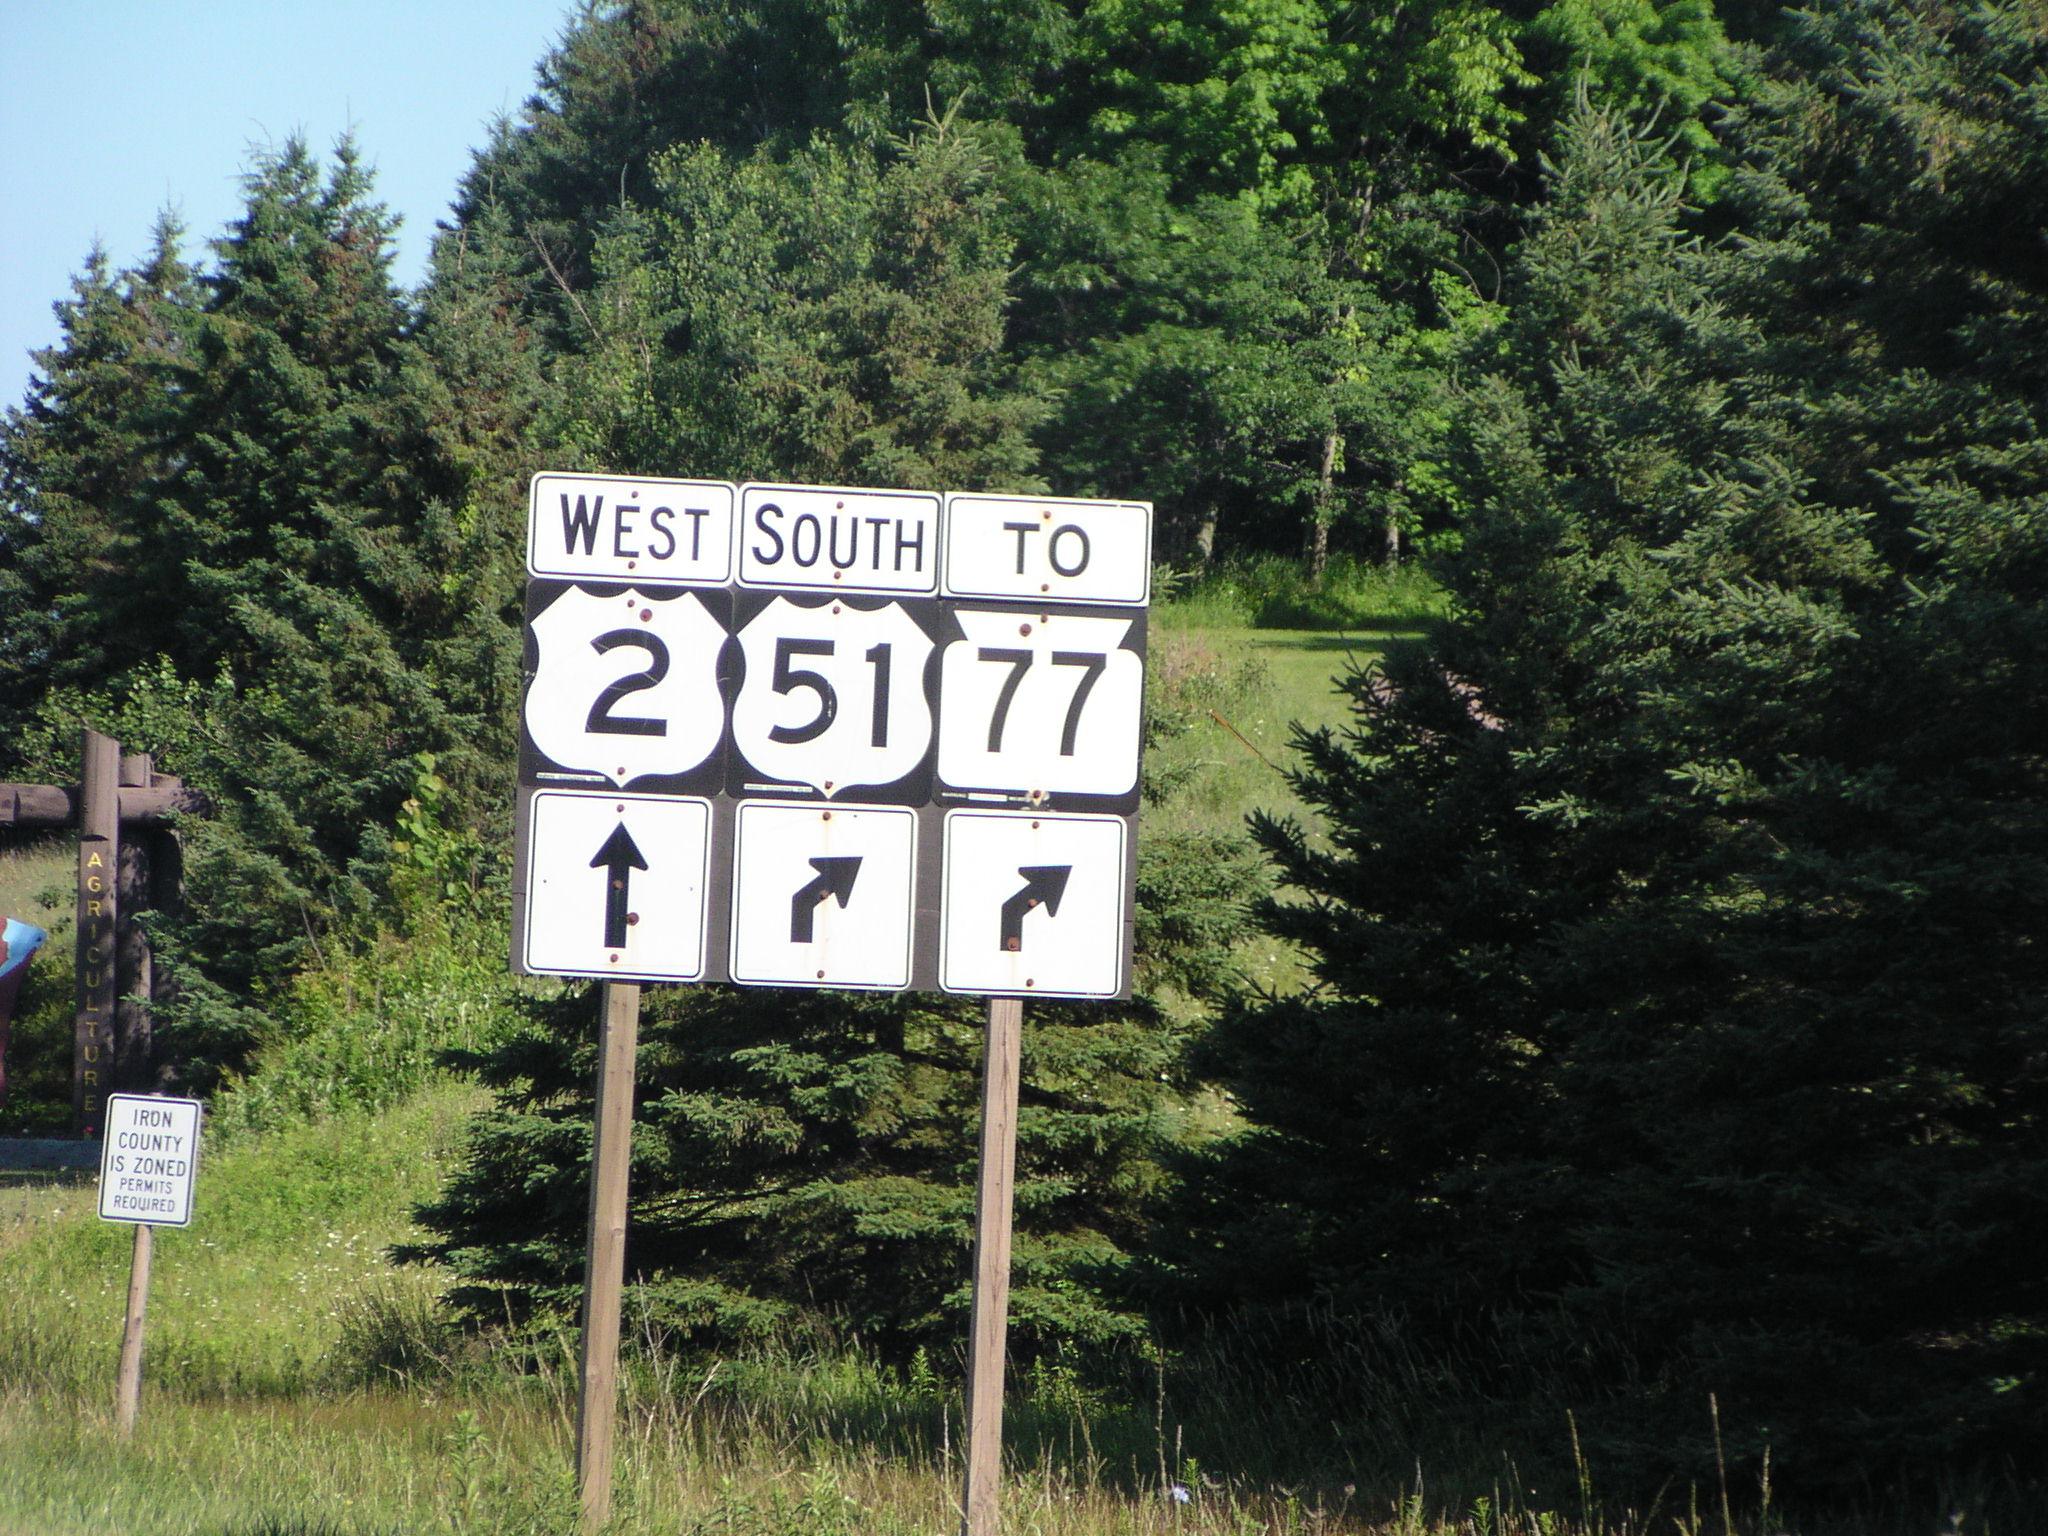 WEST SOUTH TO
2 51 77
AGRICULTURE
IRON
COUNTY
IS ZONED
PERMITS
REQUIRED